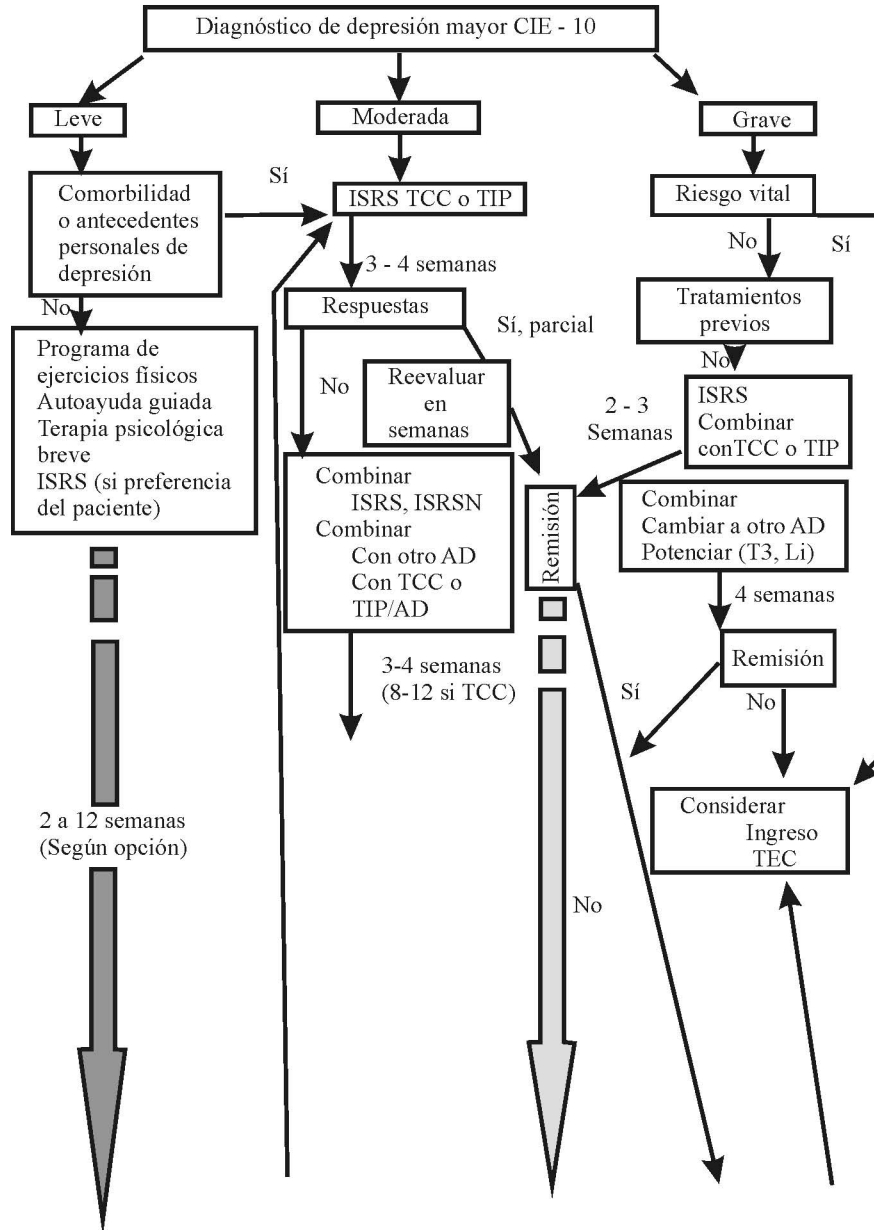 Diagnóstico de depresión mayor CIE - 10
Leve
Moderada
Grave
Comorbilidad
o antecedentes
personales de
depresión
Sí
ISRS TCC o TIP
Riesgo vital
No
Sí
3 - 4 semanas
No
Respuestas
Sí, parcial
Tratamientos
previos
No
Programa de
ejercicios físicos
Autoayuda guiada
Terapia psicológica
breve
ISRS (si preferencia
del paciente)
No
Reevaluar
en
semanas
2 - 3
Semanas
ISRS
Combinar
conTCC o TIP
Combinar
ISRS, ISRSN
Combinar
Con otro AD
Con TCC o
TIP/AD
Remisión
Combinar
Cambiar a otro AD
Potenciar (T3, Li)
4 semanas
3-4 semanas
(8-12 si TCC)
Remisión
Sí
No
2 a 12 semanas
(Según opción)
Considerar
Ingreso
TEC
No